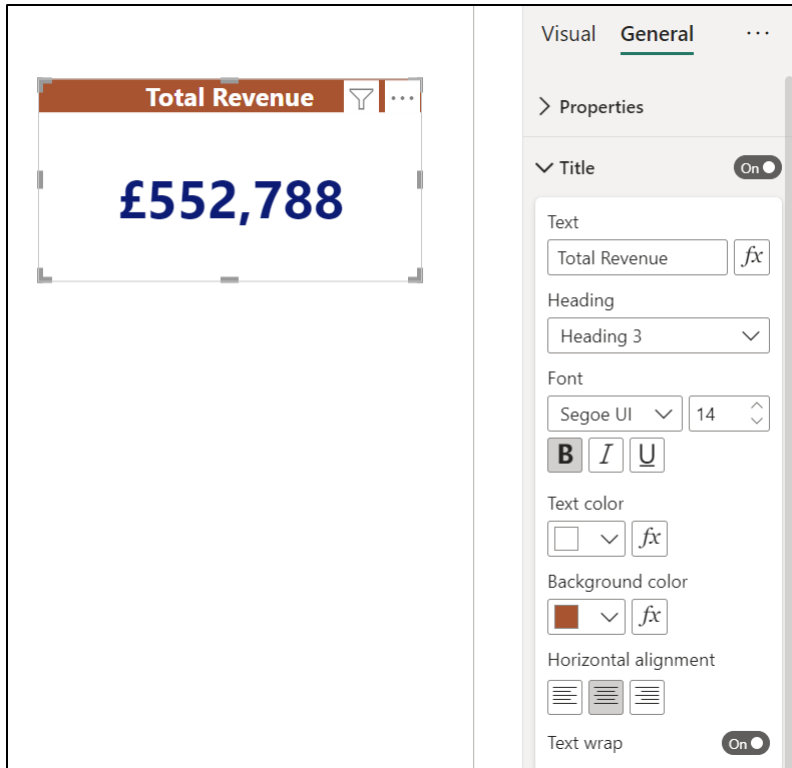 Total Revenue
£552,788
Visual General ...
Properties
Title On
Text
Total Revenue fx
Heading
Heading 3
Font
Segoe UI 14
B I U
Text color
fx
Background color
fx
Horizontal alignment
Text wrap On